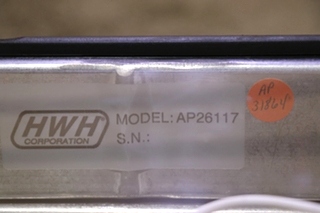 HWH
CORPORATION
MODEL: AP26117
S.N.:
AP
31864